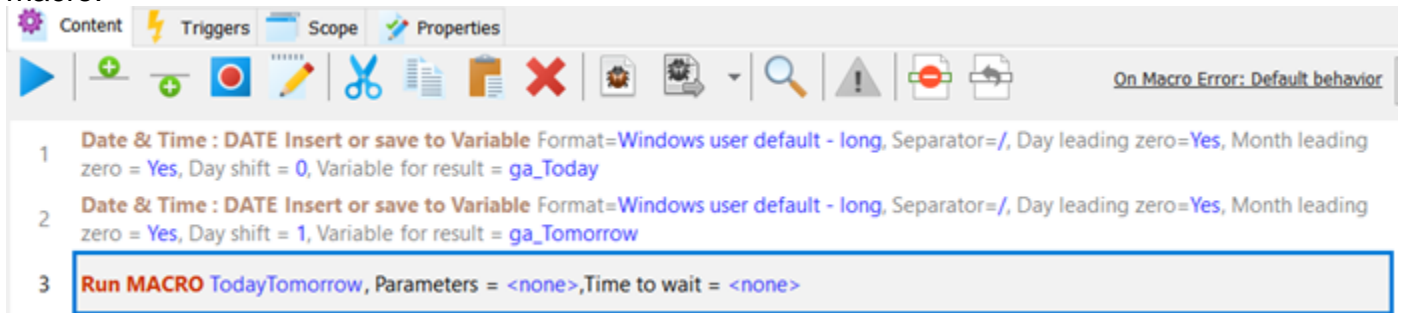 macro.
Content Triggers Scope Properties
On Macro Error: Default behavior
1 Date & Time : DATE Insert or save to Variable Format=Windows user default - long, Separator=/, Day leading zero=Yes, Month leading
zero = Yes, Day shift = 0, Variable for result = ga_Today
2 Date & Time : DATE Insert or save to Variable Format=Windows user default - long, Separator=/, Day leading zero=Yes, Month leading
zero = Yes, Day shift = 1, Variable for result = ga_Tomorrow
3 Run MACRO TodayTomorrow, Parameters = <none>,Time to wait = <none>